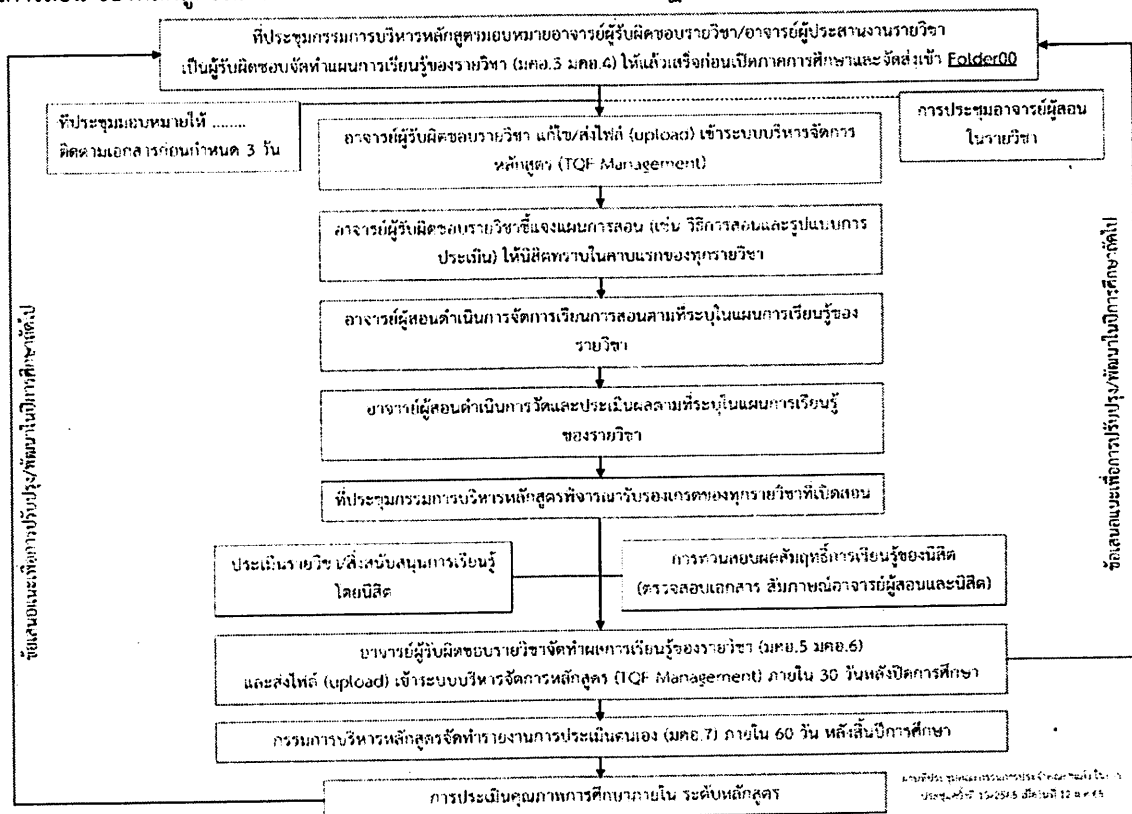 ที่ประชุมกรรมการบริหารหลักสูตรมอบหมายอาจารย์ผู้รับผิดชอบรายวิชา/อาจารย์ผู้ประสานงานรายวิชา
เป็นผู้รับผิดชอบจัดทำแผนการเรียนรู้ของรายวิชา (มคอ.3 มคอ.4) ให้แล้วเสร็จก่อนเปิดภาคการศึกษาและจัดส่งเข้า Folder00
ที่ประชุมมอบหมายให้ ........
ติดตามเอกสารก่อนกำหนด 3 วัน
การประชุมอาจารย์ผู้สอน
ในรายวิชา
อาจารย์ผู้รับผิดชอบรายวิชา แก้ไข/ส่งไฟล์ (upload) เข้าระบบบริหารจัดการ
หลักสูตร (TQF Management)
อาจารย์ผู้รับผิดชอบรายวิชาชี้แจงแผนการสอน (เช่น วิธีการสอนและรูปแบบการ
ประเมิน) ให้นิสิตทราบในคาบแรกของทุกรายวิชา
อาจารย์ผู้สอนดำเนินการจัดการเรียนการสอนตามที่ระบุในแผนการเรียนรู้ของ
รายวิชา
อาจารย์ผู้สอนดำเนินการวัดและประเมินผลตามที่ระบุในแผนการเรียนรู้
ของรายวิชา
ที่ประชุมกรรมการบริหารหลักสูตรพิจารณารับรองเกรดของทุกรายวิชาที่เปิดสอน
ประเมินรายวิชา/สิ่งสนับสนุนการเรียนรู้
โดยนิสิต
การทวนสอบผลสัมฤทธิ์การเรียนรู้ของนิสิต
(ตรวจสอบเอกสาร สัมภาษณ์อาจารย์ผู้สอนและนิสิต)
อาจารย์ผู้รับผิดชอบรายวิชาจัดทำผลการเรียนรู้ของรายวิชา (มคอ.5 มคอ.6)
และส่งไฟล์ (upload) เข้าระบบบริหารจัดการหลักสูตร (TQF Management) ภายใน 30 วันหลังปิดการศึกษา
กรรมการบริหารหลักสูตรจัดทำรายงานการประเมินตนเอง (มคอ.7) ภายใน 60 วัน หลังสิ้นปีการศึกษา
การประเมินคุณภาพการศึกษาภายใน ระดับหลักสูตร
ข้อเสนอแนะเพื่อการปรับปรุง/พัฒนาในปีการศึกษาถัดไป
ข้อเสนอแนะเพื่อการปรับปรุง/พัฒนาในปีการศึกษาถัดไป